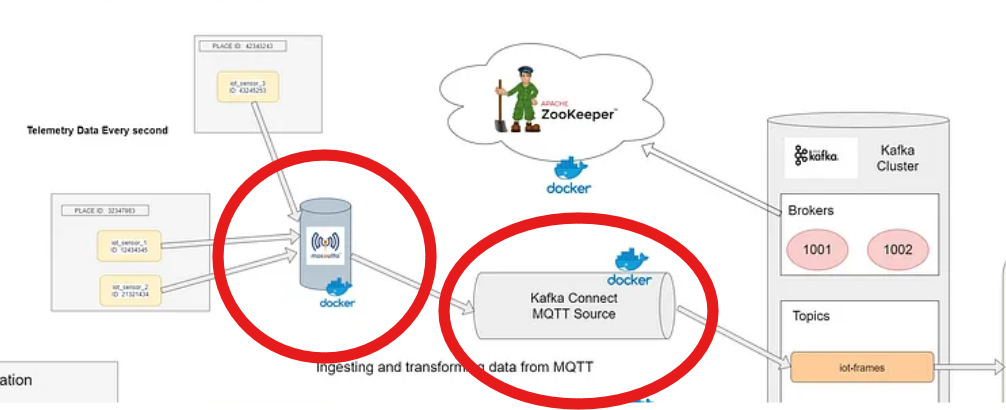 PLACE ID: 42343243
iot_sensor_3
ID: 43245253
Telemetry Data Every second
APACHE
ZooKeeper™
docker
kafka.
Kafka
Cluster
PLACE ID: 32347983
iot_sensor_1
ID: 12434345
iot_sensor_2
ID: 21321434
mosquitto
docker
docker
Kafka Connect
MQTT Source
Brokers
1001
1002
Topics
iot-frames
Ingesting and transforming data from MQTT
ation